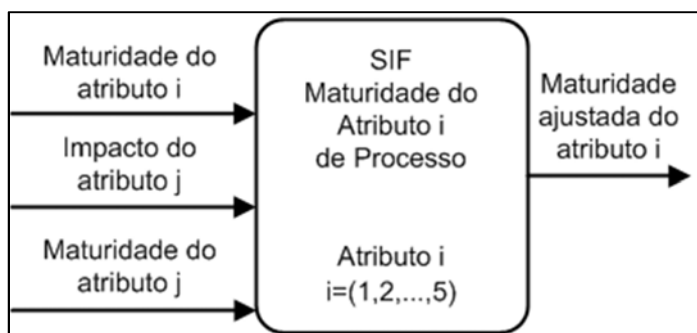 Maturidade do
atributo i
Impacto do
atributo j
Maturidade do
atributo j
SIF
Maturidade do
Atributo i
de Processo
Atributo i
i=(1,2,...,5)
Maturidade
ajustada do
atributo i